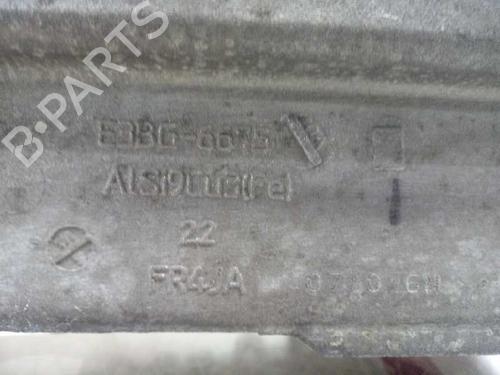 E3BG-6675
AlSi9Cu3(Fe)
22
FR4JA
B-PARTS